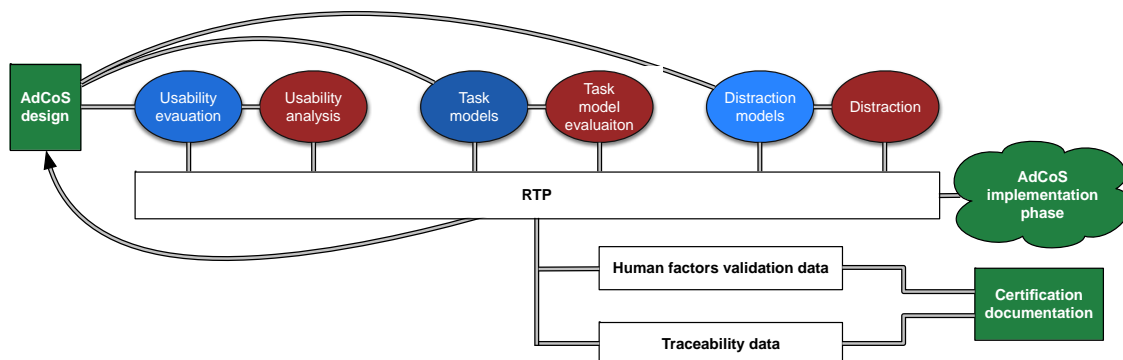 AdCoS
design
Usability
evauation
Usability
analysis
Task
models
Task
model
evaluaiton
Distraction
models
Distraction
RTP
AdCoS
implementation
phase
Human factors validation data
Certification
documentation
Traceability data